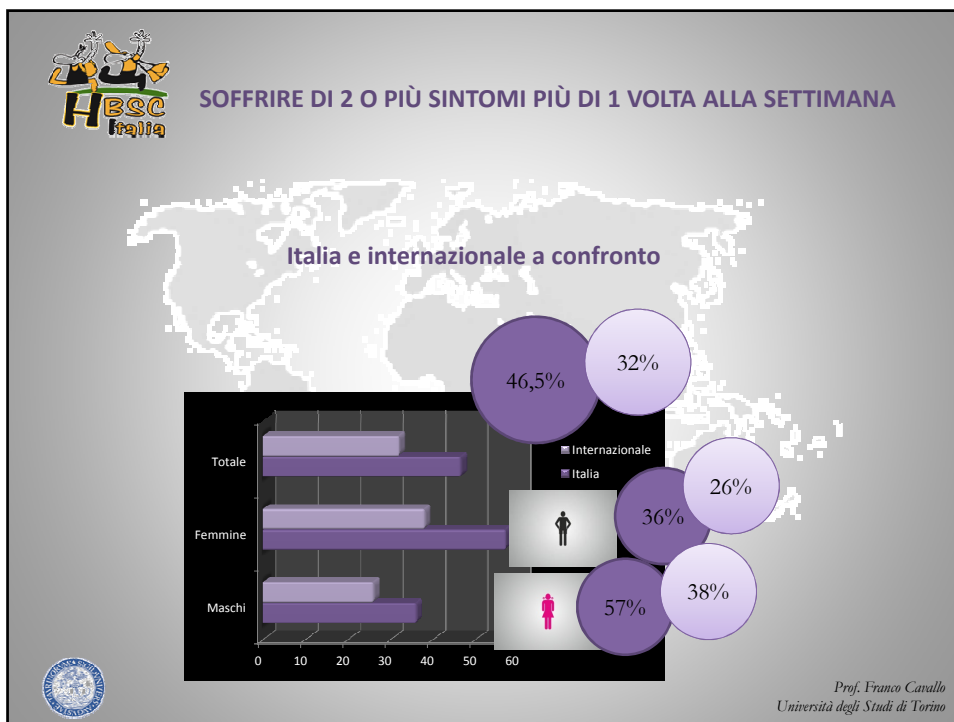 HBSC
Italia
SOFFRIRE DI 2 O PIÙ SINTOMI PIÙ DI 1 VOLTA ALLA SETTIMANA
Italia e internazionale a confronto
46,5%
32%
Internazionale
Italia
Totale
Femmine
Maschi
0 10 20 30 40 50 60
36%
26%
57%
38%
Prof. Franco Cavallo
Università degli Studi di Torino